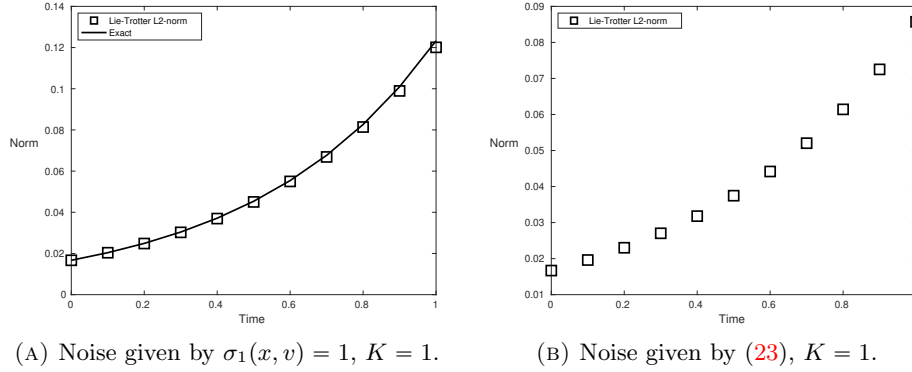 0.14
0.12
0.1
0.08
0.06
0.04
0.02
0
Norm
Lie-Trotter L2-norm
Exact
0 0.2 0.4 0.6 0.8 1
Time
(A) Noise given by σ₁(x, v) = 1, K = 1.
0.09
0.08
0.07
0.06
0.05
0.04
0.03
0.02
0.01
Norm
Lie-Trotter L2-norm
0 0.2 0.4 0.6 0.8
Time
(B) Noise given by (23), K = 1.